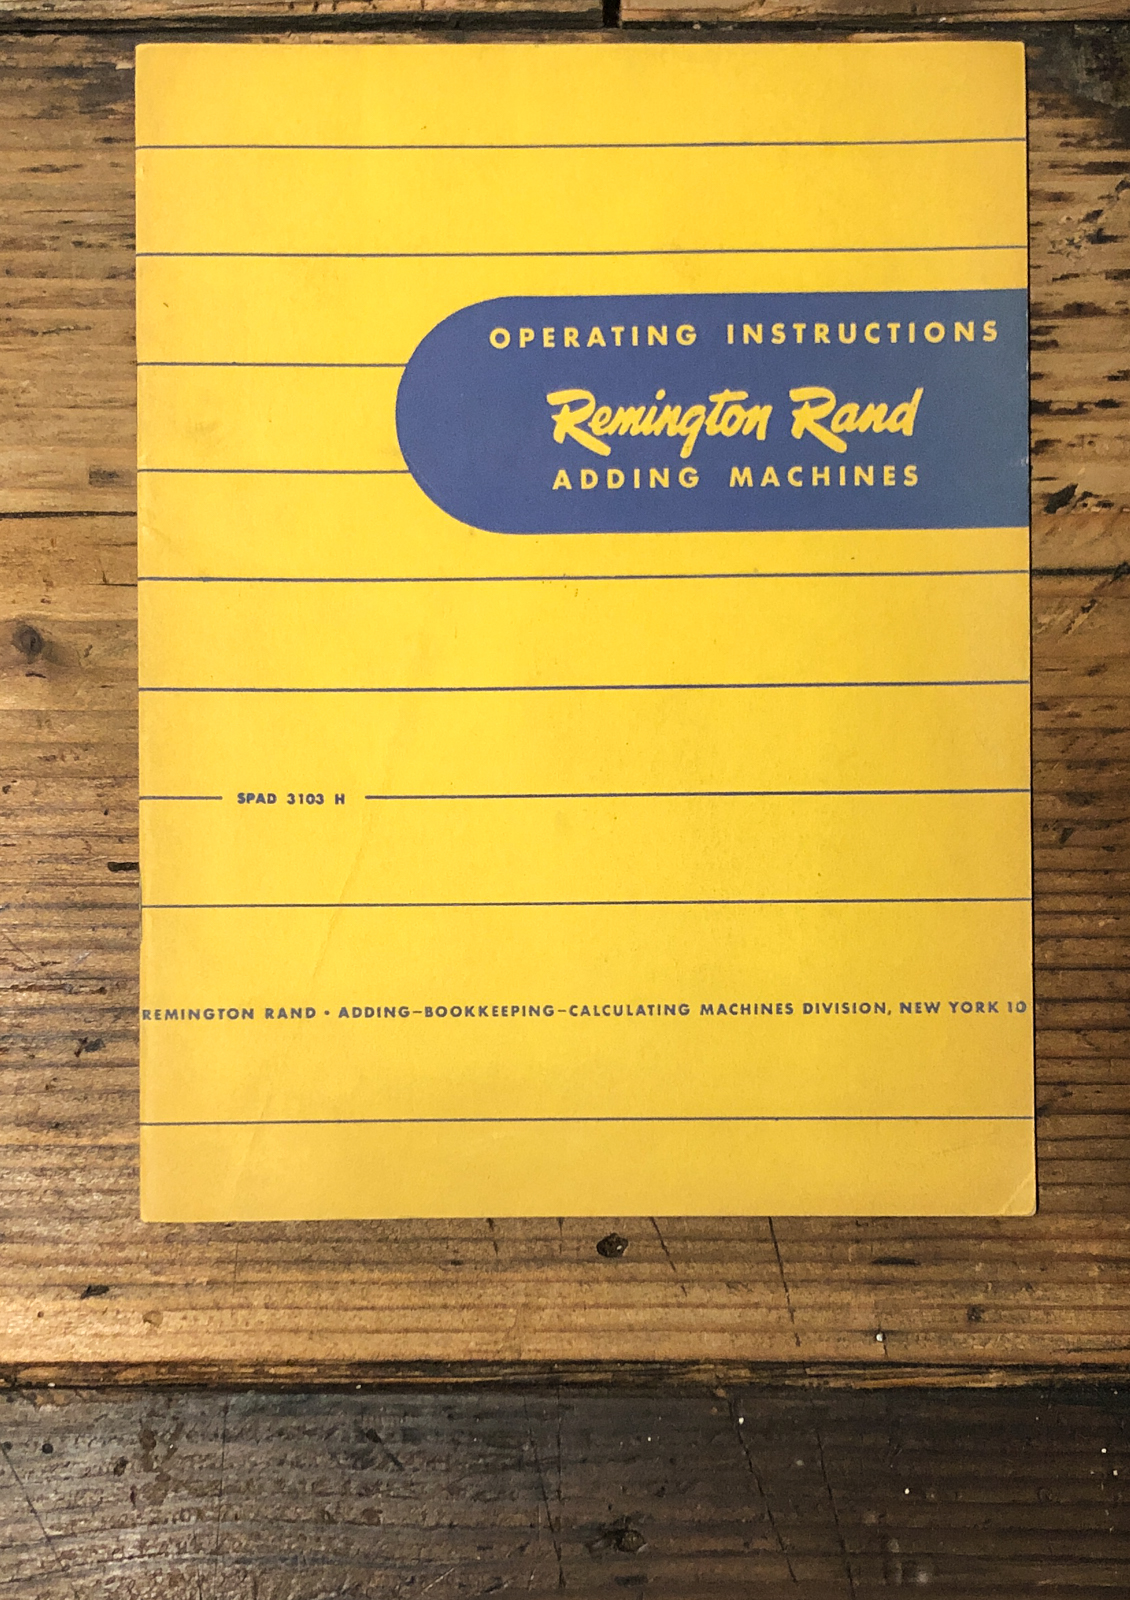 OPERATING INSTRUCTIONS
Remington Rand
ADDING MACHINES
SPAD 3103 H
REMINGTON RAND • ADDING–BOOKKEEPING–CALCULATING MACHINES DIVISION, NEW YORK 10